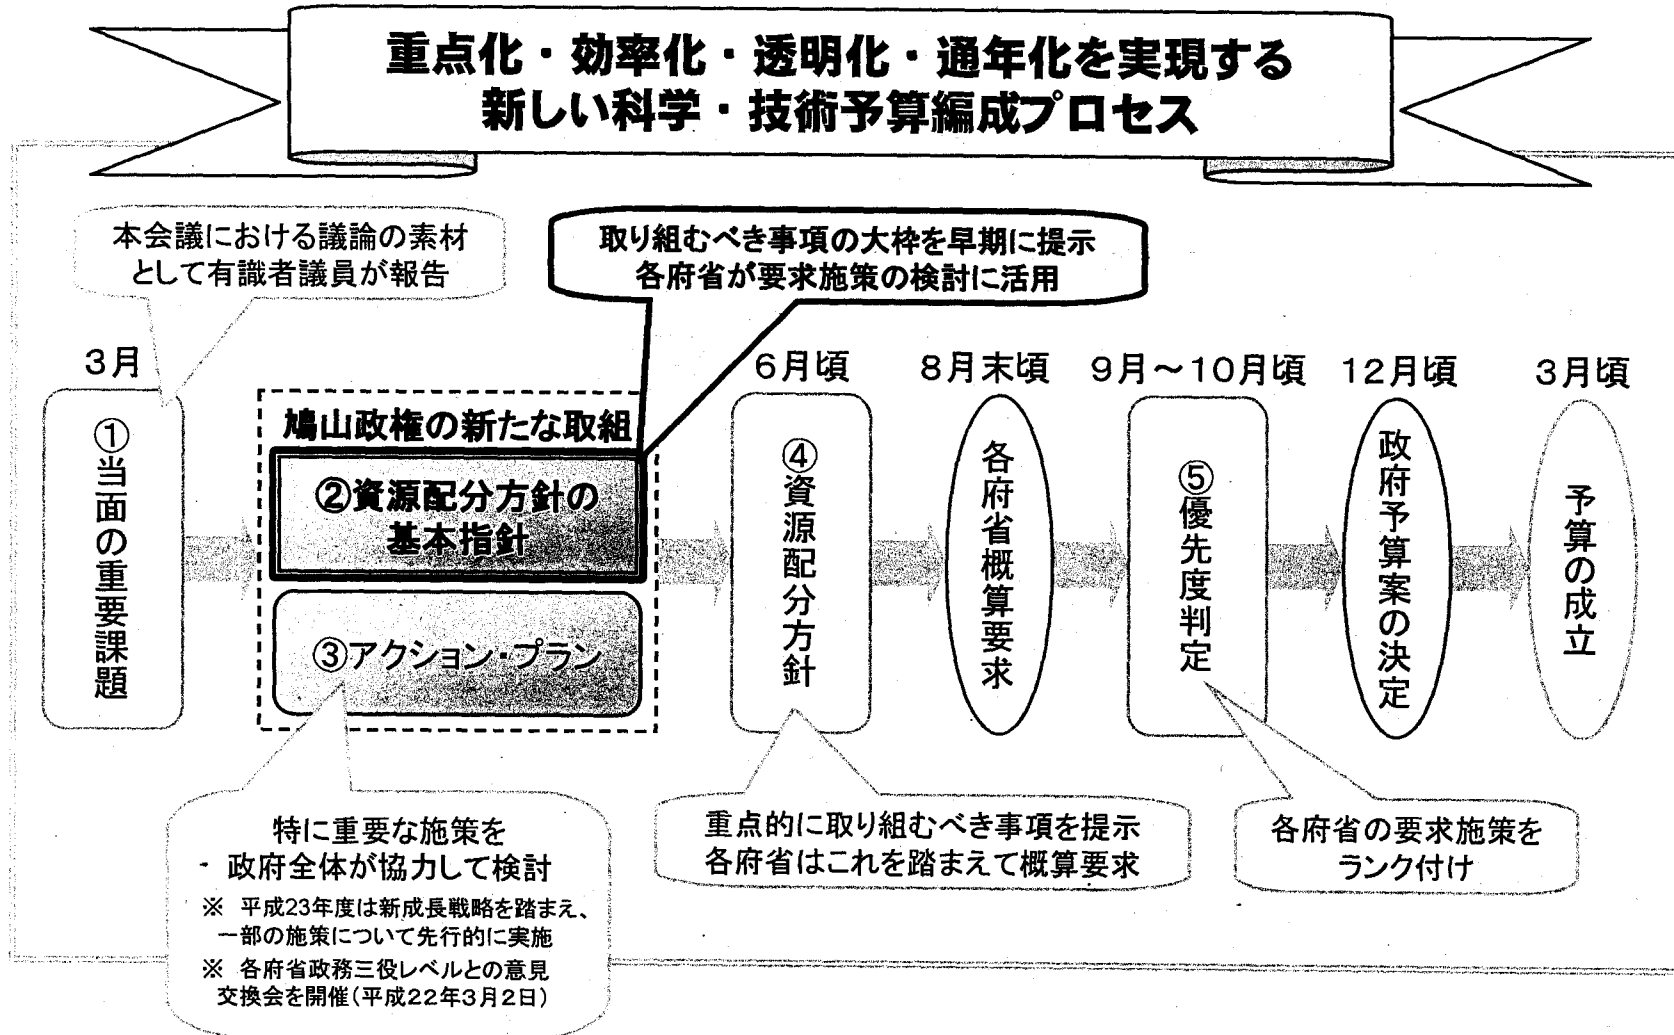 重点化・効率化・透明化・通年化を実現する
新しい科学・技術予算編成プロセス
本会議における議論の素材
として有識者議員が報告
取り組むべき事項の大枠を早期に提示
各府省が要求施策の検討に活用
3月
①当面の重要課題
鳩山政権の新たな取組
②資源配分方針の
基本指針
③アクション・プラン
6月頃
④資源配分方針
8月末頃
各府省概算要求
9月~10月頃
⑤優先度判定
12月頃
政府予算案の決定
3月頃
予算の成立
特に重要な施策を
政府全体が協力して検討
※ 平成23年度は新成長戦略を踏まえ、
一部の施策について先行的に実施
※ 各府省政務三役レベルとの意見
交換会を開催(平成22年3月2日)
重点的に取り組むべき事項を提示
各府省はこれを踏まえて概算要求
各府省の要求施策を
ランク付け